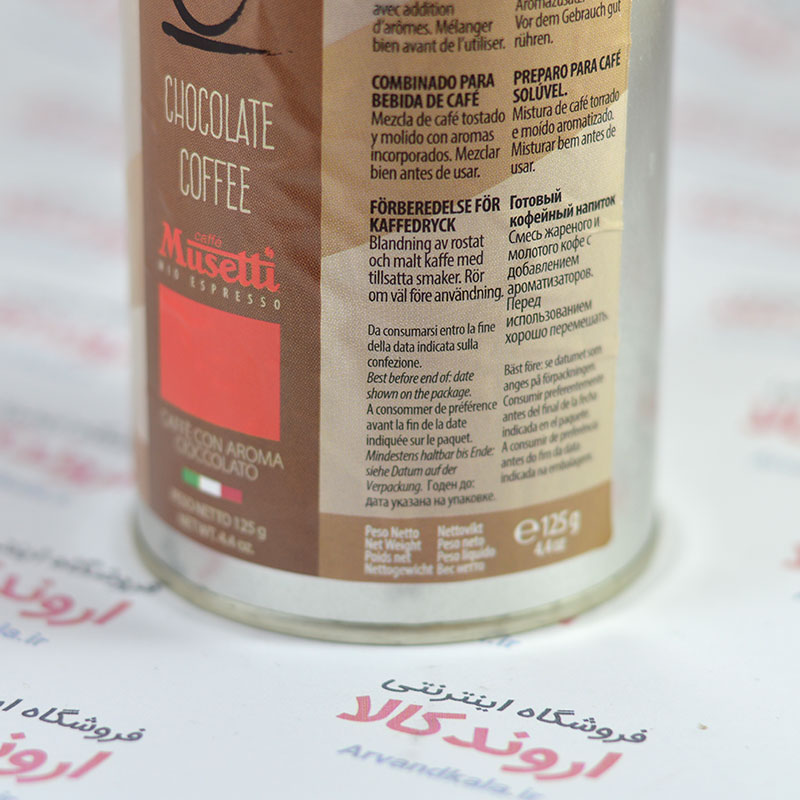 CHOCOLATE
COFFEE
caffè
Musetti
MIO ESPRESSO
CAFFÈ CON AROMA
CIOCCOLATO
PESO NETTO 125 g
NET WT. 4.4 oz.
avec addition
d'arômes. Mélanger
bien avant de l'utiliser.
COMBINADO PARA
BEBIDA DE CAFÉ
Mezcla de café tostado
y molido con aromas
incorporados. Mezclar
bien antes de usar.
FÖRBEREDELSE FÖR
KAFFEDRYCK
Blandning av rostat
och malt kaffe med
tillsatta smaker. Rör
om väl före användning.
Da consumarsi entro la fine
della data indicata sulla
confezione.
Best before end of: date
shown on the package.
A consommer de préférence
avant la fin de la date
indiquée sur le paquet.
Mindestens haltbar bis Ende:
siehe Datum auf der
Verpackung. Годен до:
дата указана на упаковке.
Vor dem Gebrauch gut
rühren.
PREPARO PARA CAFÉ
SOLÚVEL.
Mistura de café torrado
e moído aromatizado.
Misturar bem antes de
usar.
Готовый
кофейный напиток
Смесь жареного и
молотого кофе с
добавлением
ароматизаторов.
Перед
использованием
хорошо перемешать.
Bäst före: se datumet som
anges på förpackningen.
Consumir preferentemente
antes del final de la fecha
indicada en el paquete.
A consumir de preferência
antes do fim da data
indicada na embalagem.
Peso Netto
Net Weight
Poids net
Nettogewicht
Nettovikt
Peso neto
Peso líquido
Вес нетто
℮125 g
4.4 oz
فروشگاه اینترنتی
اروندکالا
فروشگاه اینترنتی
اروندکالا
Arvandkala.ir
فروشگاه اینترنتی